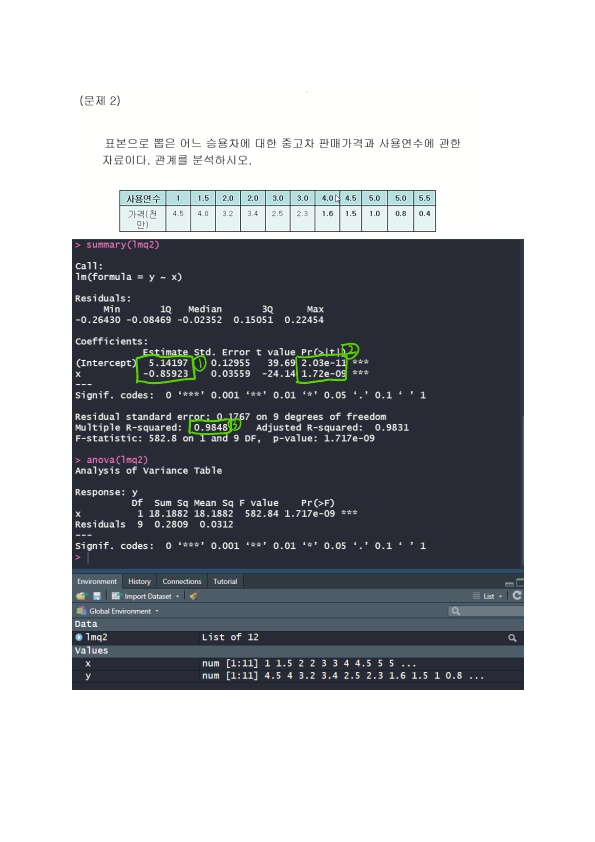 (문제 2)
표본으로 뽑은 어느 승용차에 대한 중고차 판매가격과 사용연수에 관한
자료이다. 관계를 분석하시오.
사용연수 1 1.5 2.0 2.0 3.0 3.0 4.0 4.5 5.0 5.0 5.5
가격(천만) 4.5 4.0 3.2 3.4 2.5 2.3 1.6 1.5 1.0 0.8 0.4
> summary(lmq2)
Call:
lm(formula = y ~ x)
Residuals:
Min 1Q Median 3Q Max
-0.26430 -0.08469 -0.02352 0.15051 0.22454
Coefficients:
Estimate Std. Error t value Pr(>|t|) ②
(Intercept) 5.14197 ① 0.12955 39.69 2.03e-11 ***
x -0.85923 0.03559 -24.14 1.72e-09 ***
---
Signif. codes: 0 ‘***’ 0.001 ‘**’ 0.01 ‘*’ 0.05 ‘.’ 0.1 ‘ ’ 1
Residual standard error: 0.1767 on 9 degrees of freedom
Multiple R-squared: 0.9848 ③ Adjusted R-squared: 0.9831
F-statistic: 582.8 on 1 and 9 DF, p-value: 1.717e-09
> anova(lmq2)
Analysis of Variance Table
Response: y
Df Sum Sq Mean Sq F value Pr(>F)
x 1 18.1882 18.1882 582.84 1.717e-09 ***
Residuals 9 0.2809 0.0312
---
Signif. codes: 0 ‘***’ 0.001 ‘**’ 0.01 ‘*’ 0.05 ‘.’ 0.1 ‘ ’ 1
>
Environment History Connections Tutorial
Import Dataset List
Global Environment
Data
lmq2 List of 12
Values
x num [1:11] 1 1.5 2 2 3 3 4 4.5 5 5 ...
y num [1:11] 4.5 4 3.2 3.4 2.5 2.3 1.6 1.5 1 0.8 ...